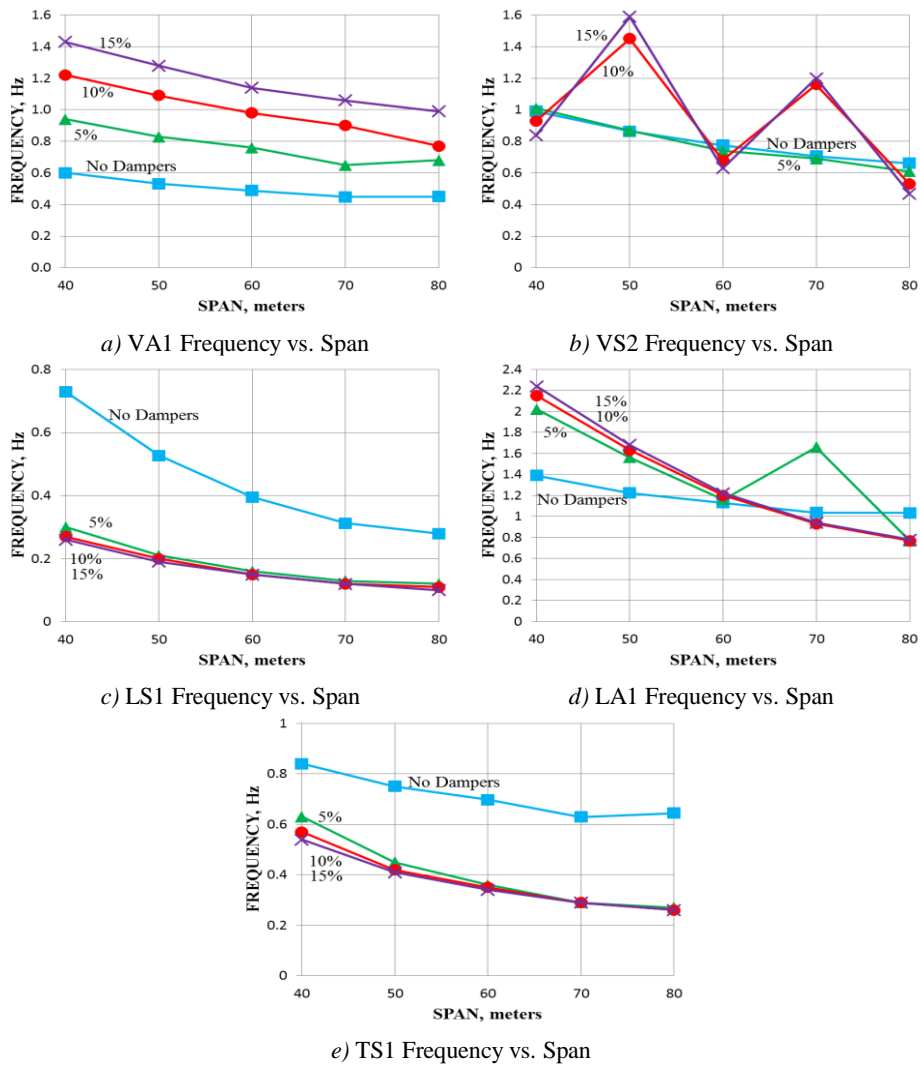 1.6
1.4
1.2
1.0
0.8
0.6
0.4
0.2
0.0
FREQUENCY, Hz
15%
10%
5%
No Dampers
40 50 60 70 80
SPAN, meters
a) VA1 Frequency vs. Span
1.6
1.4
1.2
1.0
0.8
0.6
0.4
0.2
0.0
FREQUENCY, Hz
15%
10%
No Dampers
5%
40 50 60 70 80
SPAN, meters
b) VS2 Frequency vs. Span
0.8
0.6
0.4
0.2
0
FREQUENCY, Hz
No Dampers
5%
10%
15%
40 50 60 70 80
SPAN, meters
c) LS1 Frequency vs. Span
2.4
2.2
2
1.8
1.6
1.4
1.2
1
0.8
0.6
0.4
0.2
0
FREQUENCY, Hz
15%
10%
5%
No Dampers
40 50 60 70 80
SPAN, meters
d) LA1 Frequency vs. Span
1
0.8
0.6
0.4
0.2
0
FREQUENCY, Hz
No Dampers
5%
10%
15%
40 50 60 70 80
SPAN, meters
e) TS1 Frequency vs. Span